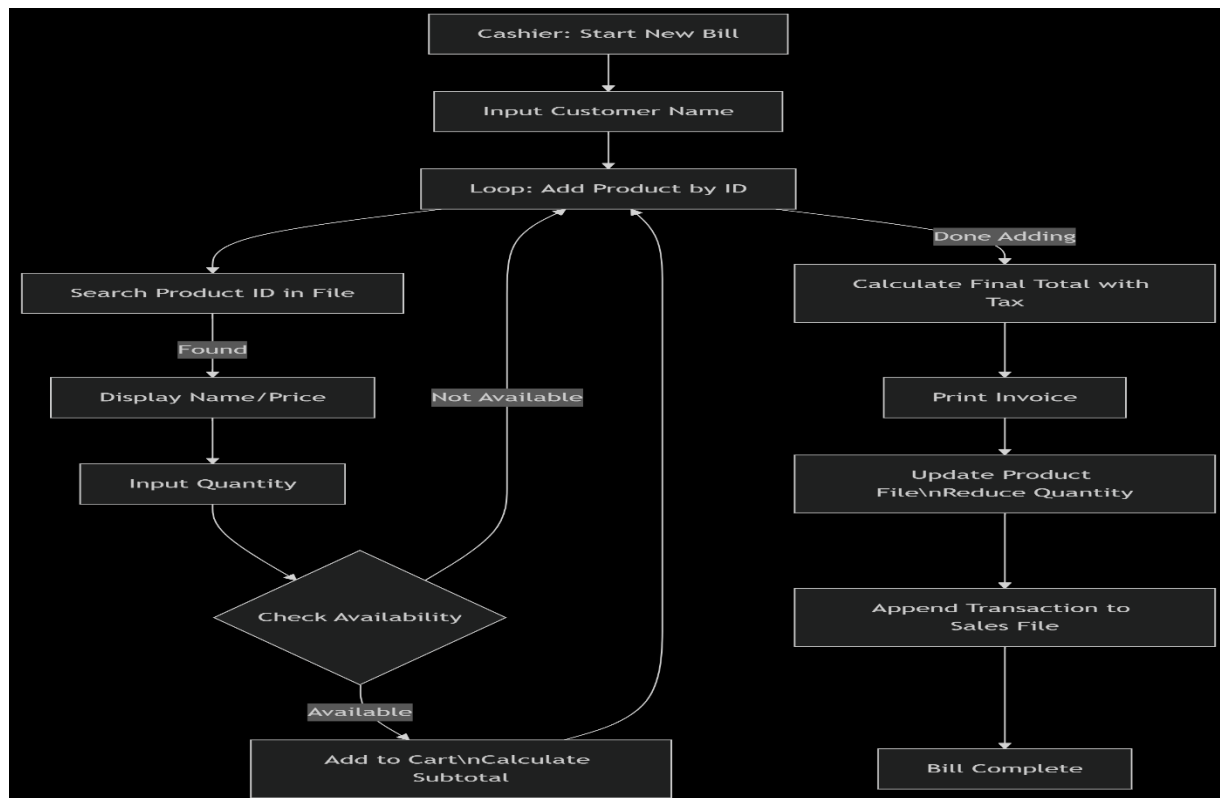 Cashier: Start New Bill
Input Customer Name
Loop: Add Product by ID
Done Adding
Search Product ID in File
Calculate Final Total with
Tax
Found
Display Name/Price
Not Available
Print Invoice
Input Quantity
Update Product
File\nReduce Quantity
Check Availability
Append Transaction to
Sales File
Available
Add to Cart\nCalculate
Subtotal
Bill Complete